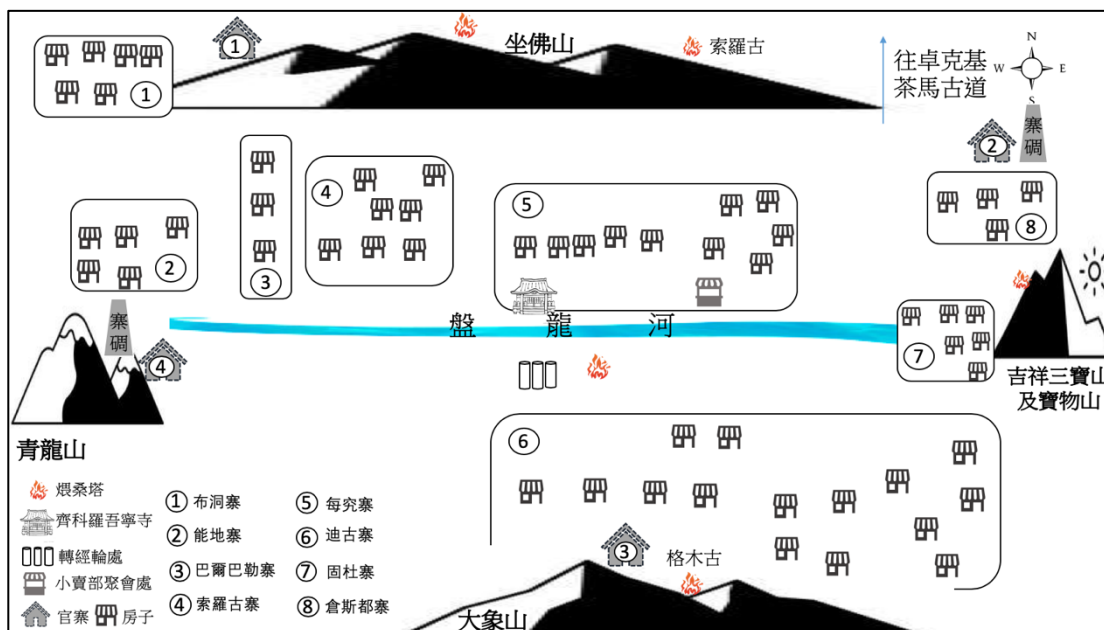 坐佛山
索羅古
往卓克基
茶馬古道
N
W E
S
①
①
②
寨碉
④
⑤
⑧
②
③
寨碉
④
盤龍河
⑦
吉祥三寶山
及寶物山
青龍山
⑥
③
格木古
大象山
煨桑塔
齊科羅吾寧寺
轉經輪處
小賣部聚會處
官寨 房子
① 布洞寨
② 能地寨
③ 巴爾巴勒寨
④ 索羅古寨
⑤ 每究寨
⑥ 迪古寨
⑦ 固杜寨
⑧ 倉斯都寨